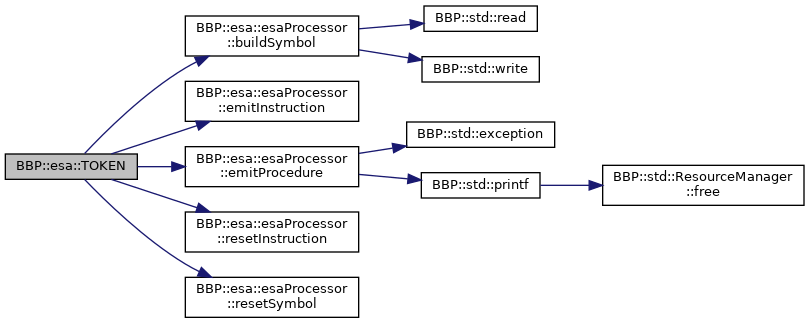 BBP::esa::TOKEN
BBP::esa::esaProcessor
::buildSymbol
BBP::esa::esaProcessor
::emitInstruction
BBP::esa::esaProcessor
::emitProcedure
BBP::esa::esaProcessor
::resetInstruction
BBP::esa::esaProcessor
::resetSymbol
BBP::std::read
BBP::std::write
BBP::std::exception
BBP::std::printf
BBP::std::ResourceManager
::free